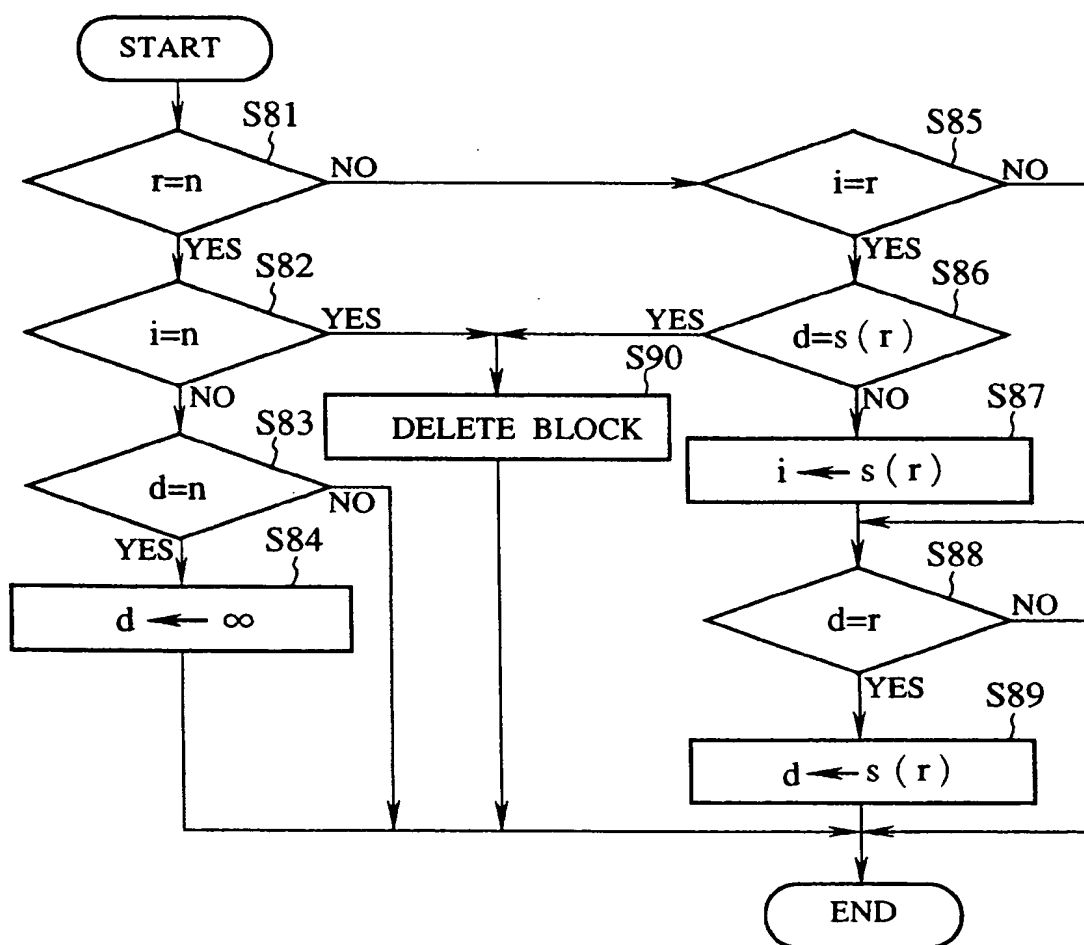 START
S81
r=n
NO
YES
S82
i=n
YES
NO
S83
d=n
NO
YES
S84
d ← ∞
S90
DELETE BLOCK
S85
i=r
NO
YES
S86
d=s(r)
YES
NO
S87
i ← s(r)
S88
d=r
NO
YES
S89
d ← s(r)
END